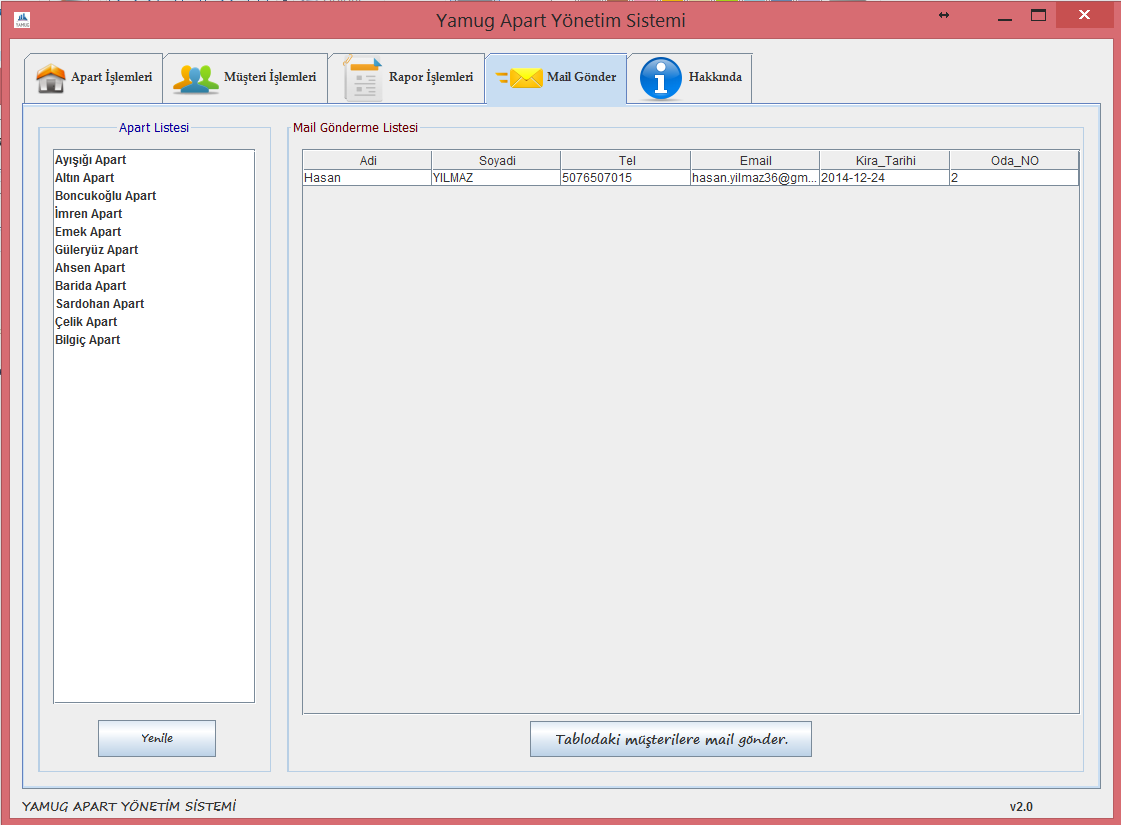 Yamug Apart Yönetim Sistemi
YAMUG
Apart İşlemleri
Müşteri İşlemleri
Rapor İşlemleri
Mail Gönder
Hakkında
Apart Listesi
Ayışığı Apart
Altın Apart
Boncukoğlu Apart
İmren Apart
Emek Apart
Güleryüz Apart
Ahsen Apart
Barida Apart
Sardohan Apart
Çelik Apart
Bilgiç Apart
Yenile
Mail Gönderme Listesi
Adi Soyadi Tel Email Kira_Tarihi Oda_NO
Hasan YILMAZ 5076507015 hasan.yilmaz36@gm... 2014-12-24 2
Tablodaki müşterilere mail gönder.
YAMUG APART YÖNETİM SİSTEMİ
v2.0